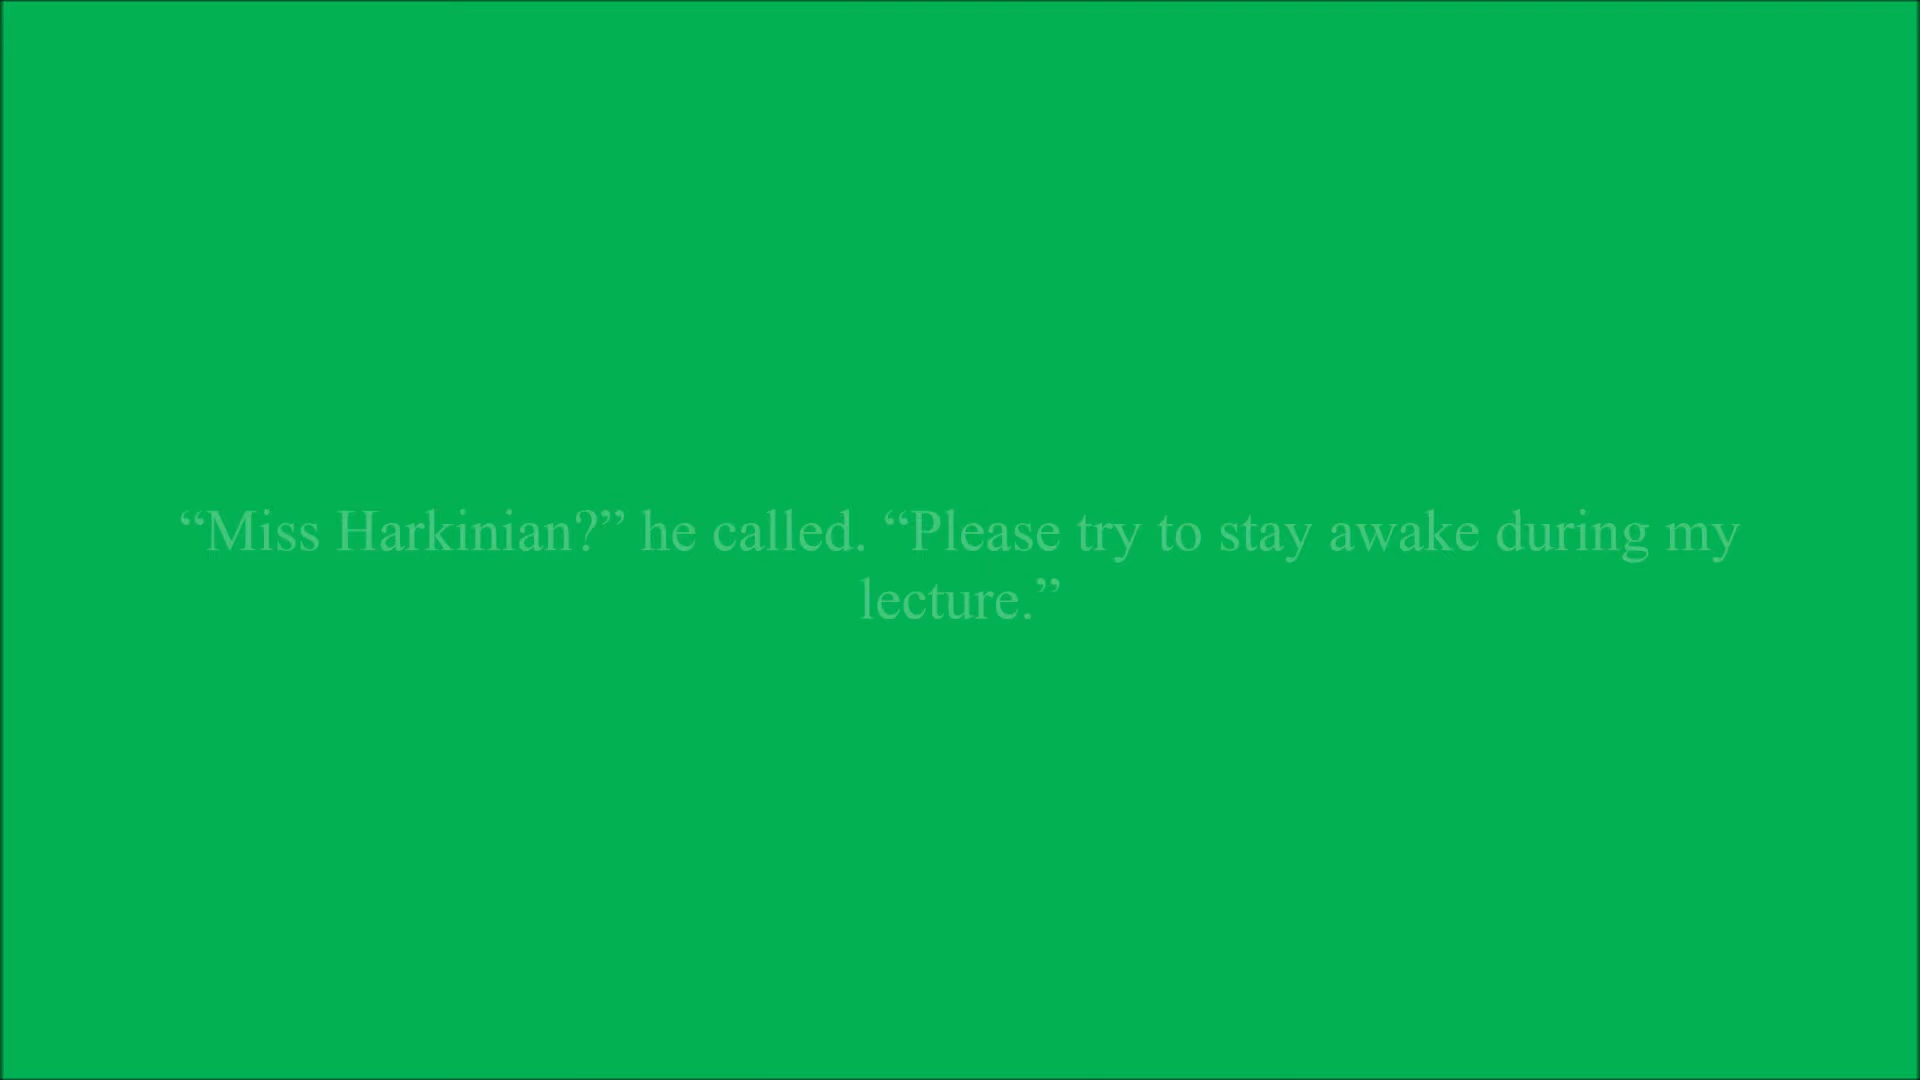 “Miss Harkinian?” he called. “Please try to stay awake during my
lecture.”